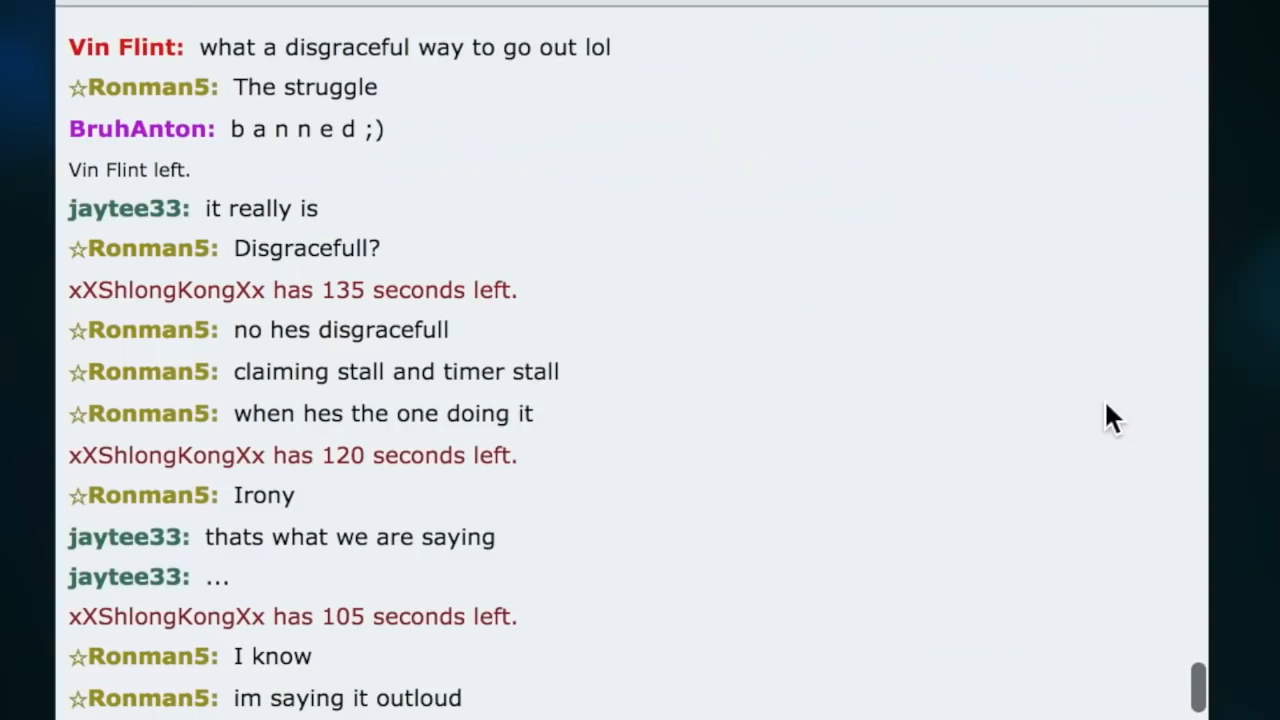 Vin Flint: what a disgraceful way to go out lol
☆Ronman5: The struggle
BruhAnton: b a n n e d ;)
Vin Flint left.
jaytee33: it really is
☆Ronman5: Disgracefull?
xXShlongKongXx has 135 seconds left.
☆Ronman5: no hes disgracefull
☆Ronman5: claiming stall and timer stall
☆Ronman5: when hes the one doing it
xXShlongKongXx has 120 seconds left.
☆Ronman5: Irony
jaytee33: thats what we are saying
jaytee33: ...
xXShlongKongXx has 105 seconds left.
☆Ronman5: I know
☆Ronman5: im saying it outloud